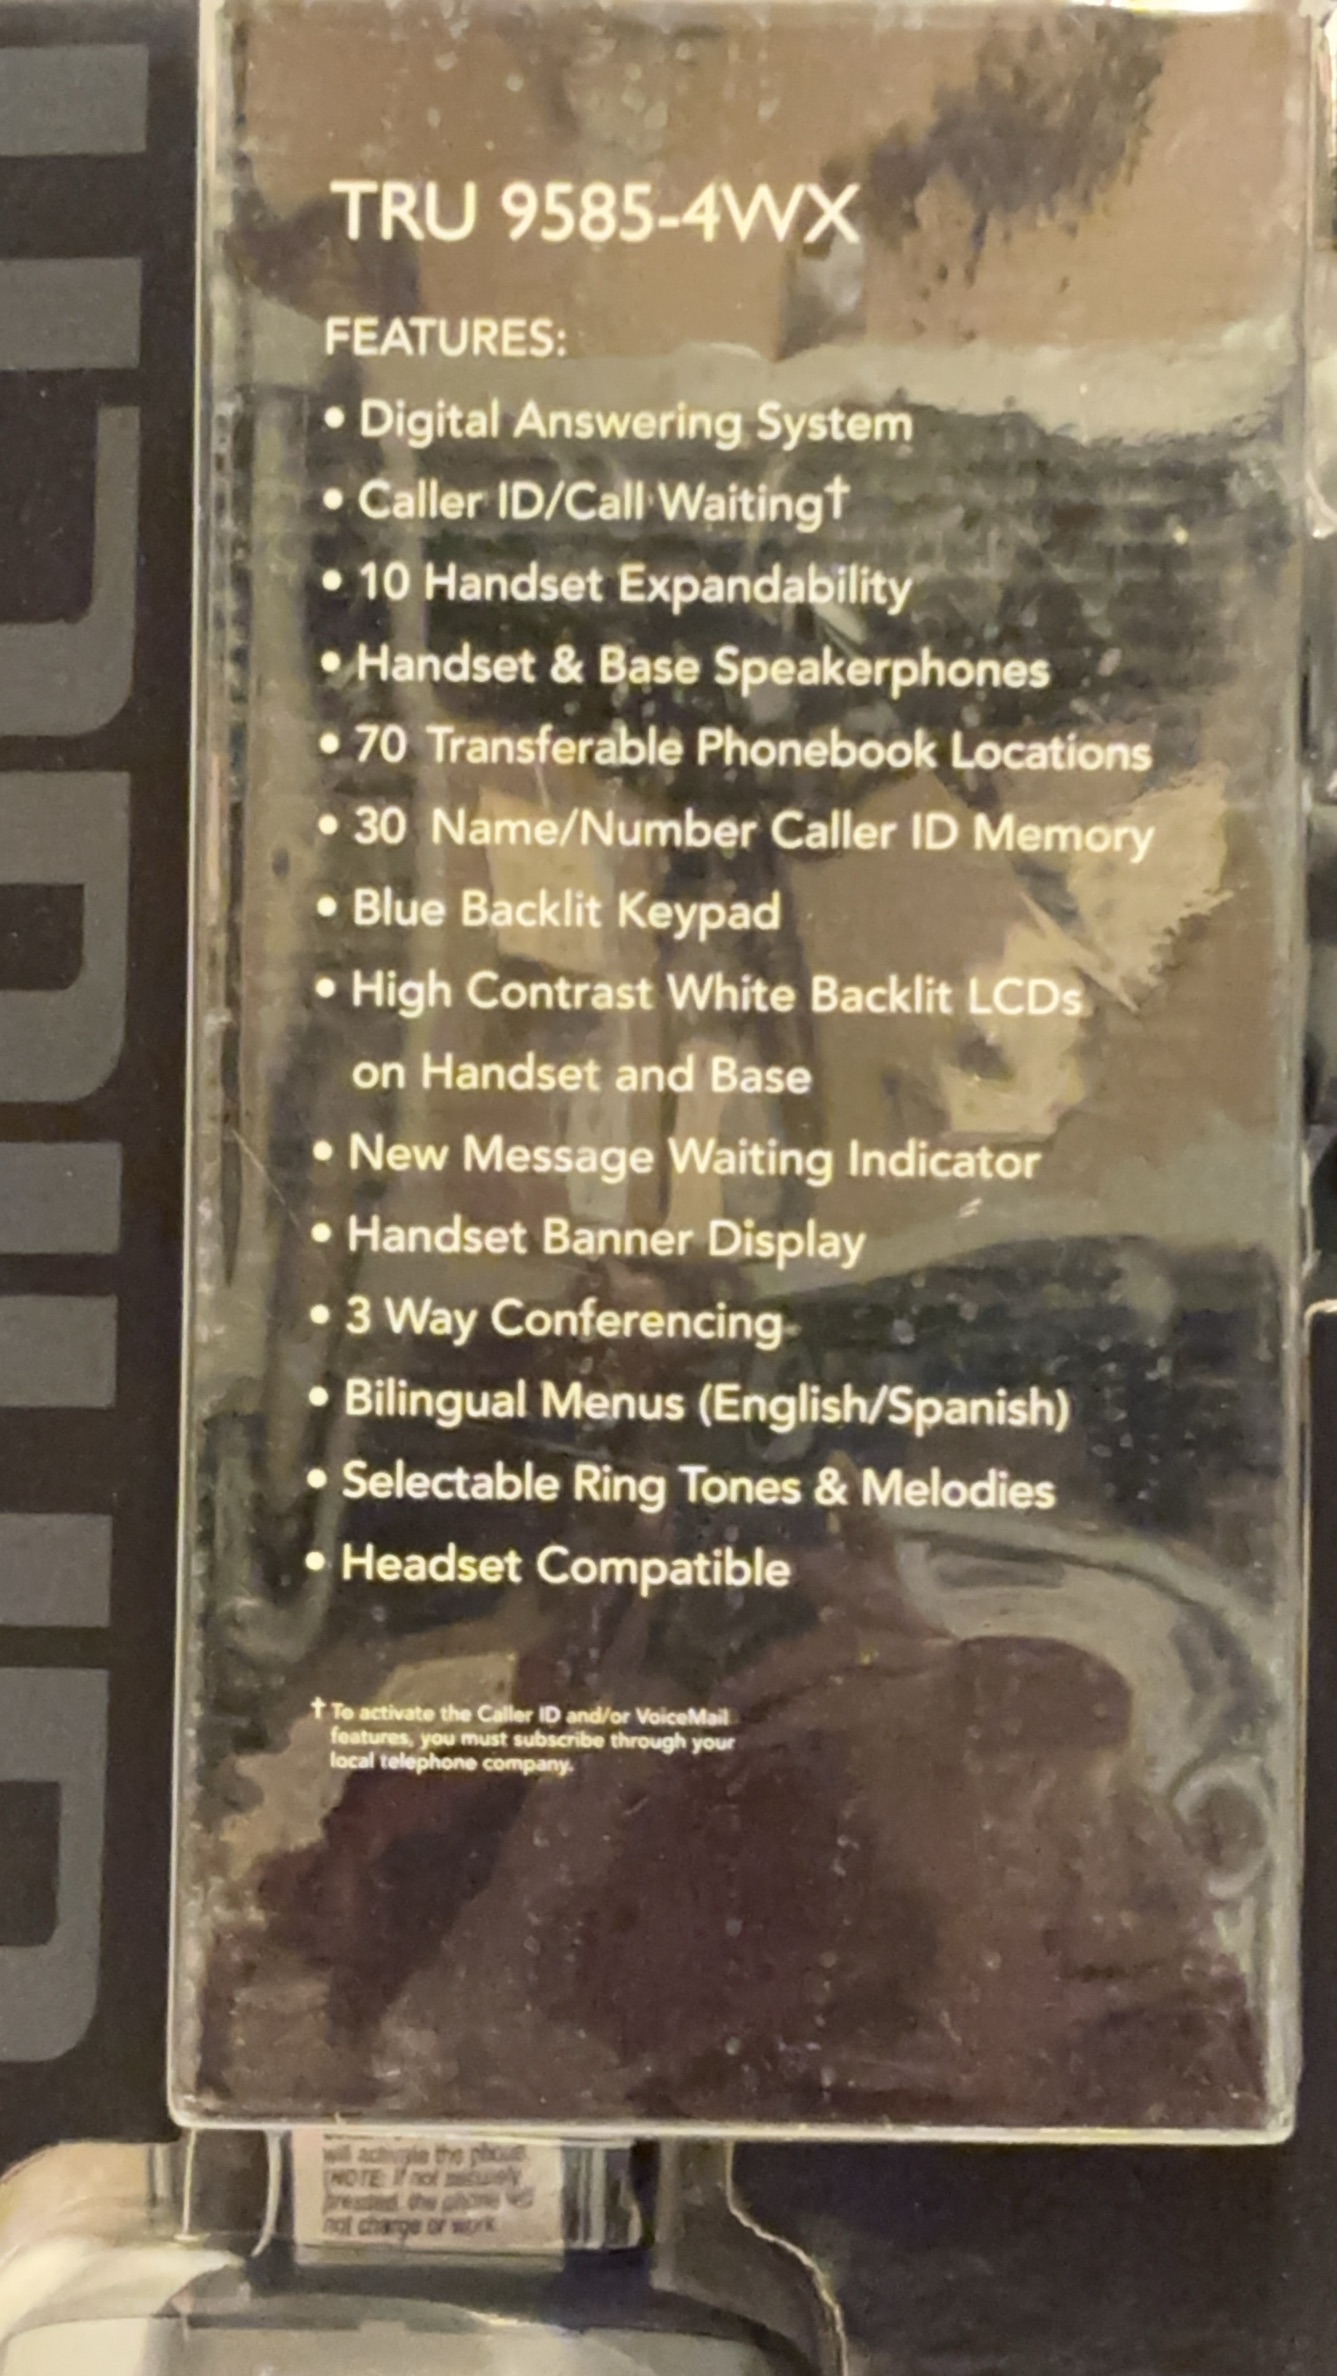 TRU 9585-4WX
FEATURES:
• Digital Answering System
• Caller ID/Call Waiting†
• 10 Handset Expandability
• Handset & Base Speakerphones
• 70 Transferable Phonebook Locations
• 30 Name/Number Caller ID Memory
• Blue Backlit Keypad
• High Contrast White Backlit LCDs
on Handset and Base
• New Message Waiting Indicator
• Handset Banner Display
• 3 Way Conferencing
• Bilingual Menus (English/Spanish)
• Selectable Ring Tones & Melodies
• Headset Compatible
† To activate the Caller ID and/or VoiceMail
features, you must subscribe through your
local telephone company.
will activate the phone.
(NOTE: If not securely
pressed, the phone will
not charge or work.